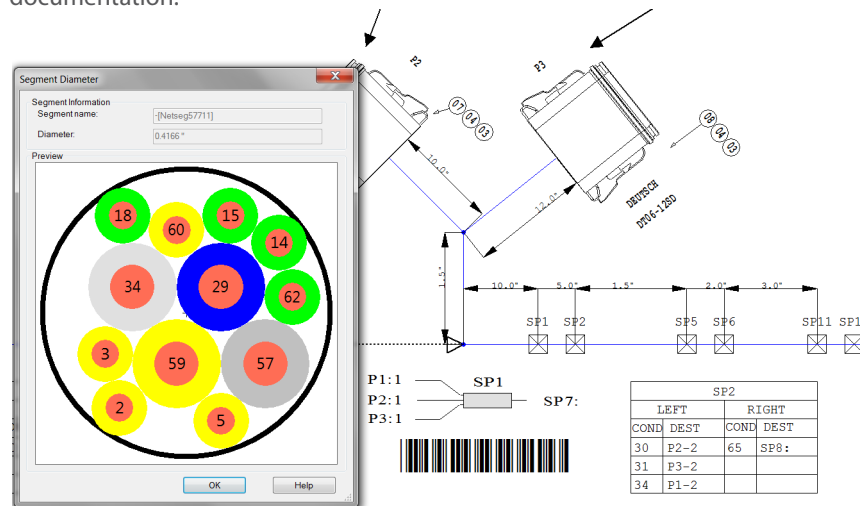 documentation.
Segment Diameter
X
Segment Information
Segment name:
-[Netseg57711]
Diameter:
0.4166 "
Preview
18
60
15
14
34
29
62
3
59
57
2
5
OK
Help
P2
07
04
03
P3
08
04
03
10.0"
12.0"
DEUTSCH
DT06-12SD
1.5"
10.0" 5.0" 1.5" 2.0" 3.0"
SP1 SP2 SP5 SP6 SP11 SP1
P1:1
P2:1
P3:1
SP1
SP7:
SP2
LEFT RIGHT
COND DEST COND DEST
30 P2-2 65 SP8:
31 P3-2
34 P1-2